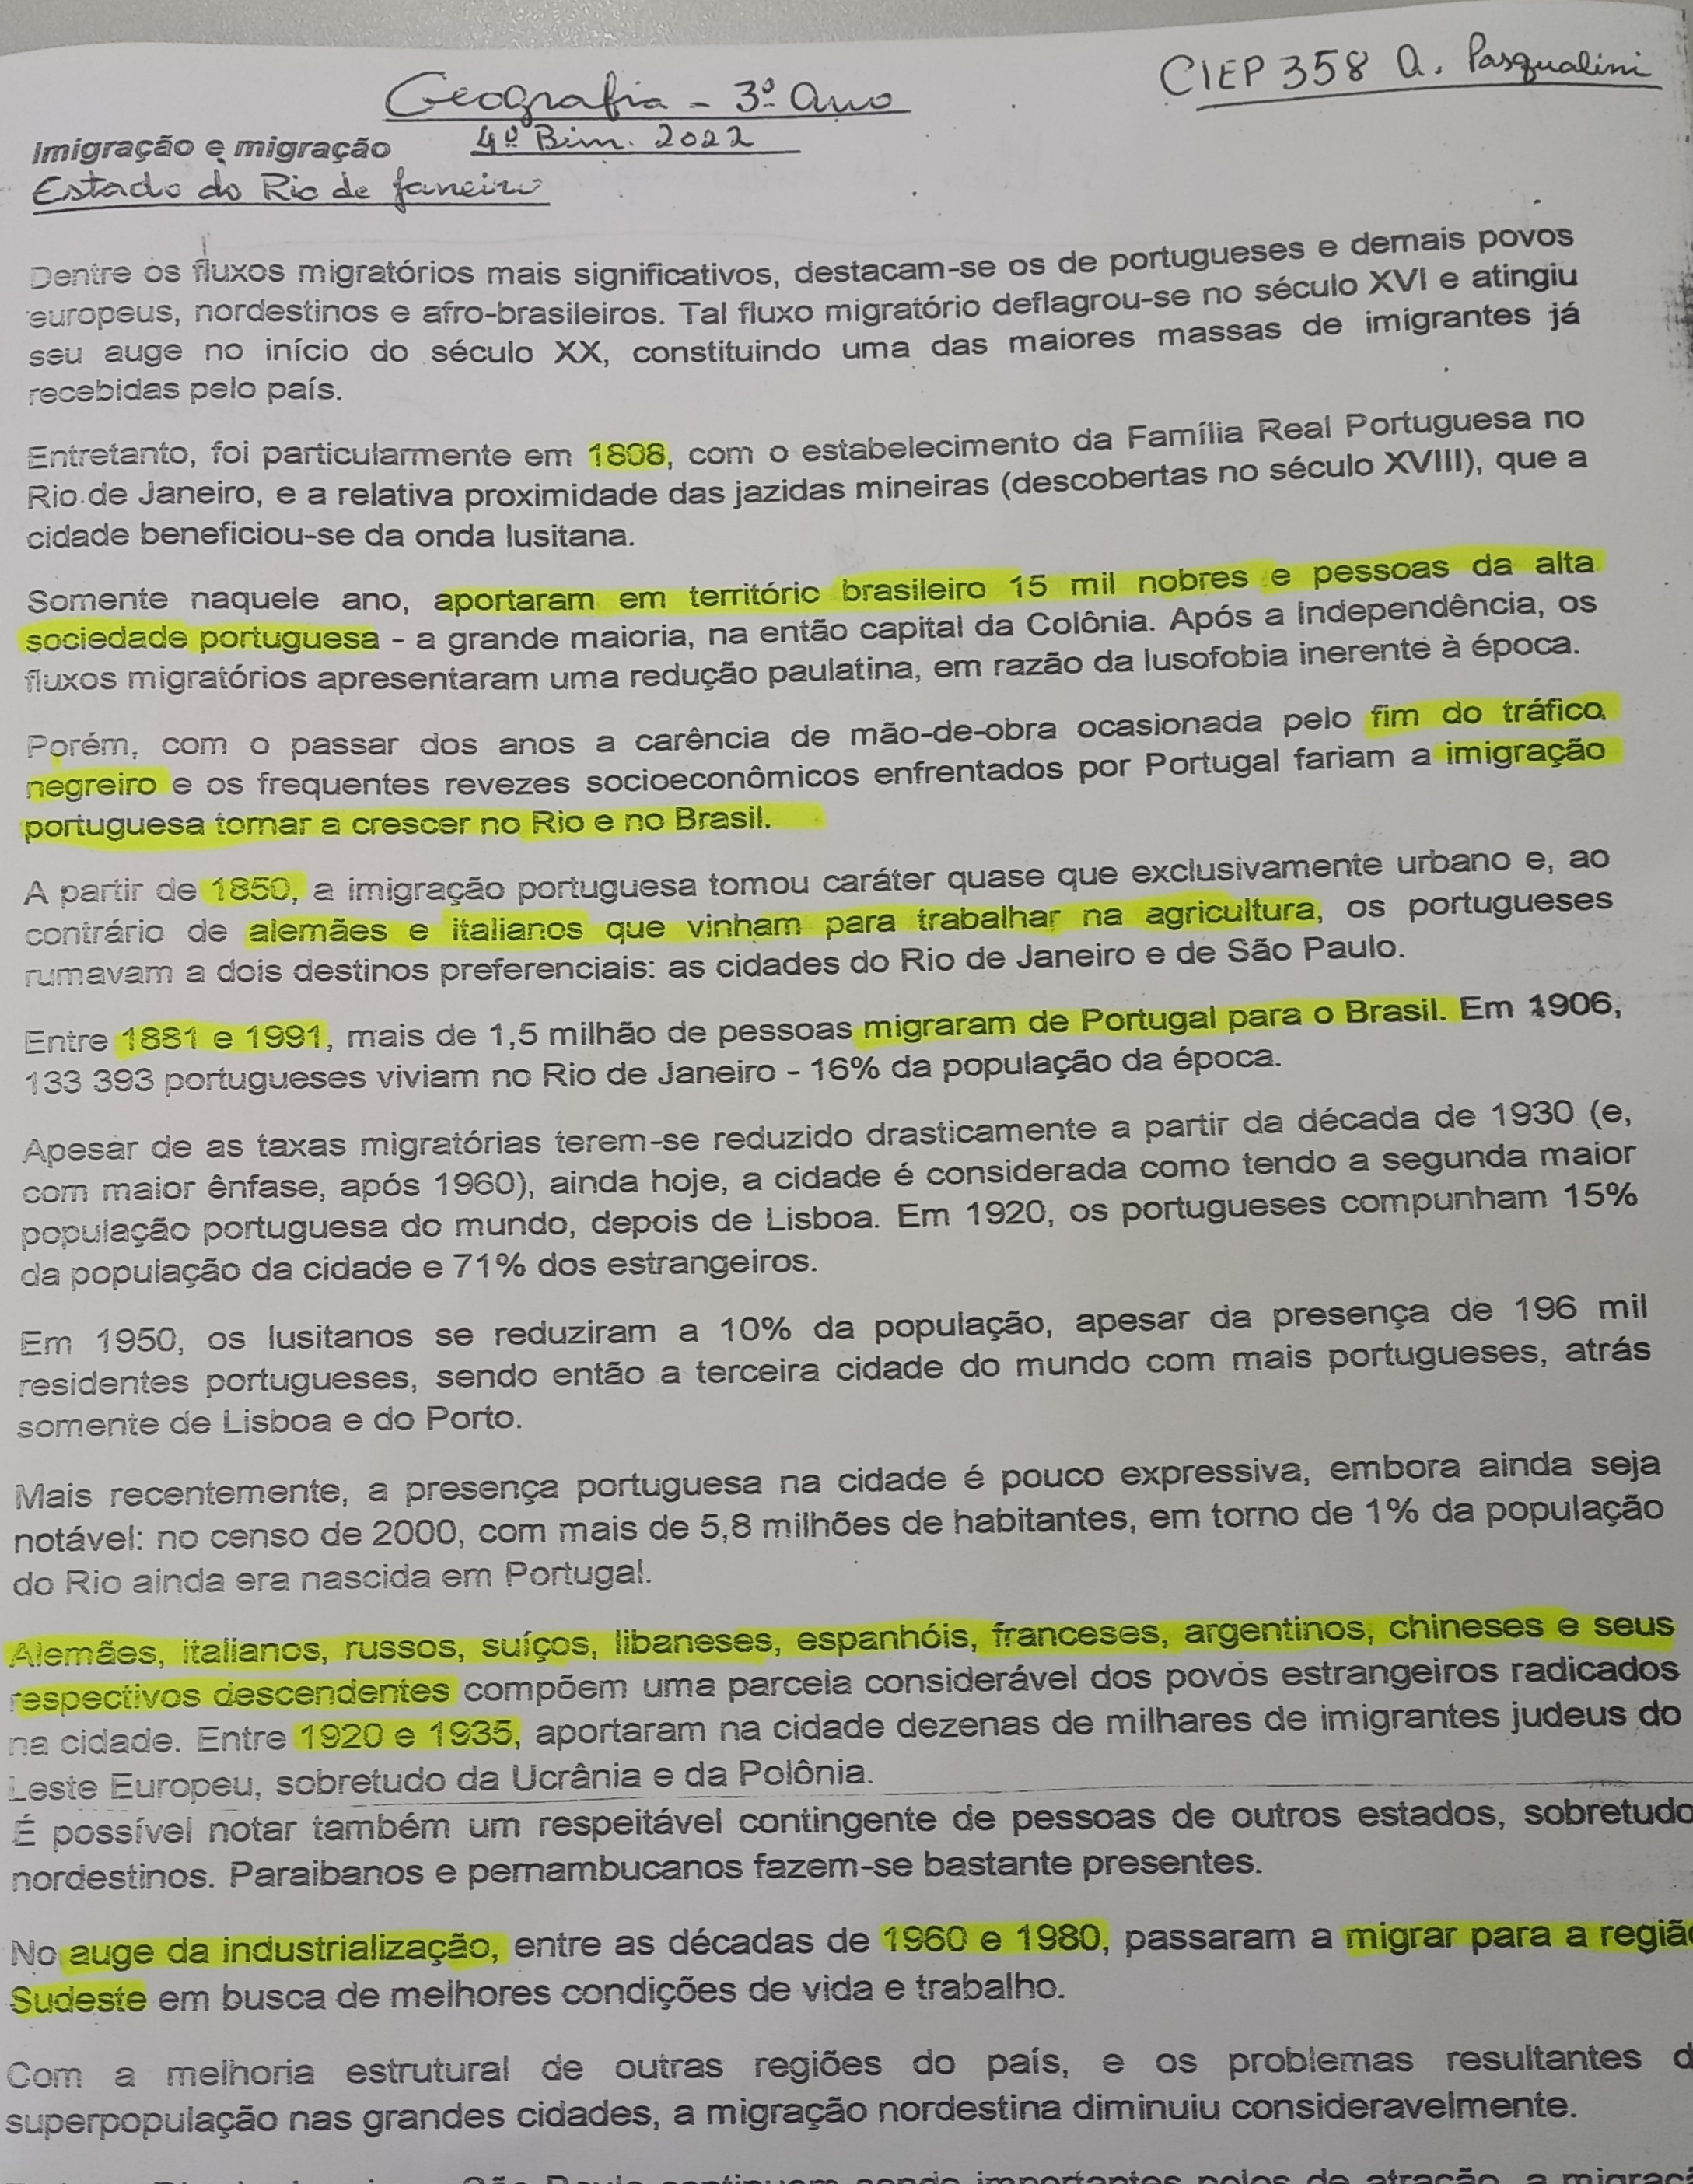 Geografia - 3º Ano
CIEP 358 A. Pasqualini
4º Bim. 2022
Imigração e migração
Estado do Rio de Janeiro
Dentre os fluxos migratórios mais significativos, destacam-se os de portugueses e demais povos
europeus, nordestinos e afro-brasileiros. Tal fluxo migratório deflagrou-se no século XVI e atingiu
seu auge no início do século XX, constituindo uma das maiores massas de imigrantes já
recebidas pelo país.
Entretanto, foi particularmente em 1808, com o estabelecimento da Família Real Portuguesa no
Rio de Janeiro, e a relativa proximidade das jazidas mineiras (descobertas no século XVIII), que a
cidade beneficiou-se da onda lusitana.
Somente naquele ano, aportaram em território brasileiro 15 mil nobres e pessoas da alta
sociedade portuguesa - a grande maioria, na então capital da Colônia. Após a Independência, os
fluxos migratórios apresentaram uma redução paulatina, em razão da lusofobia inerente à época.
Porém, com o passar dos anos a carência de mão-de-obra ocasionada pelo fim do tráfico
negreiro e os frequentes revezes socioeconômicos enfrentados por Portugal fariam a imigração
portuguesa tornar a crescer no Rio e no Brasil.
A partir de 1850, a imigração portuguesa tomou caráter quase que exclusivamente urbano e, ao
contrário de alemães e italianos que vinham para trabalhar na agricultura, os portugueses
rumavam a dois destinos preferenciais: as cidades do Rio de Janeiro e de São Paulo.
Entre 1881 e 1991, mais de 1,5 milhão de pessoas migraram de Portugal para o Brasil. Em 1906,
133 393 portugueses viviam no Rio de Janeiro - 16% da população da época.
Apesar de as taxas migratórias terem-se reduzido drasticamente a partir da década de 1930 (e,
com maior ênfase, após 1960), ainda hoje, a cidade é considerada como tendo a segunda maior
população portuguesa do mundo, depois de Lisboa. Em 1920, os portugueses compunham 15%
da população da cidade e 71% dos estrangeiros.
Em 1950, os lusitanos se reduziram a 10% da população, apesar da presença de 196 mil
residentes portugueses, sendo então a terceira cidade do mundo com mais portugueses, atrás
somente de Lisboa e do Porto.
Mais recentemente, a presença portuguesa na cidade é pouco expressiva, embora ainda seja
notável: no censo de 2000, com mais de 5,8 milhões de habitantes, em torno de 1% da população
do Rio ainda era nascida em Portugal.
Alemães, italianos, russos, suíços, libaneses, espanhóis, franceses, argentinos, chineses e seus
respectivos descendentes compõem uma parcela considerável dos povos estrangeiros radicados
na cidade. Entre 1920 e 1935, aportaram na cidade dezenas de milhares de imigrantes judeus do
Leste Europeu, sobretudo da Ucrânia e da Polônia.
É possível notar também um respeitável contingente de pessoas de outros estados, sobretudo
nordestinos. Paraibanos e pernambucanos fazem-se bastante presentes.
No auge da industrialização, entre as décadas de 1960 e 1980, passaram a migrar para a região
Sudeste em busca de melhores condições de vida e trabalho.
Com a melhoria estrutural de outras regiões do país, e os problemas resultantes d
superpopulação nas grandes cidades, a migração nordestina diminuiu consideravelmente.
São Paulo continuam sendo importantes polos de atração, a